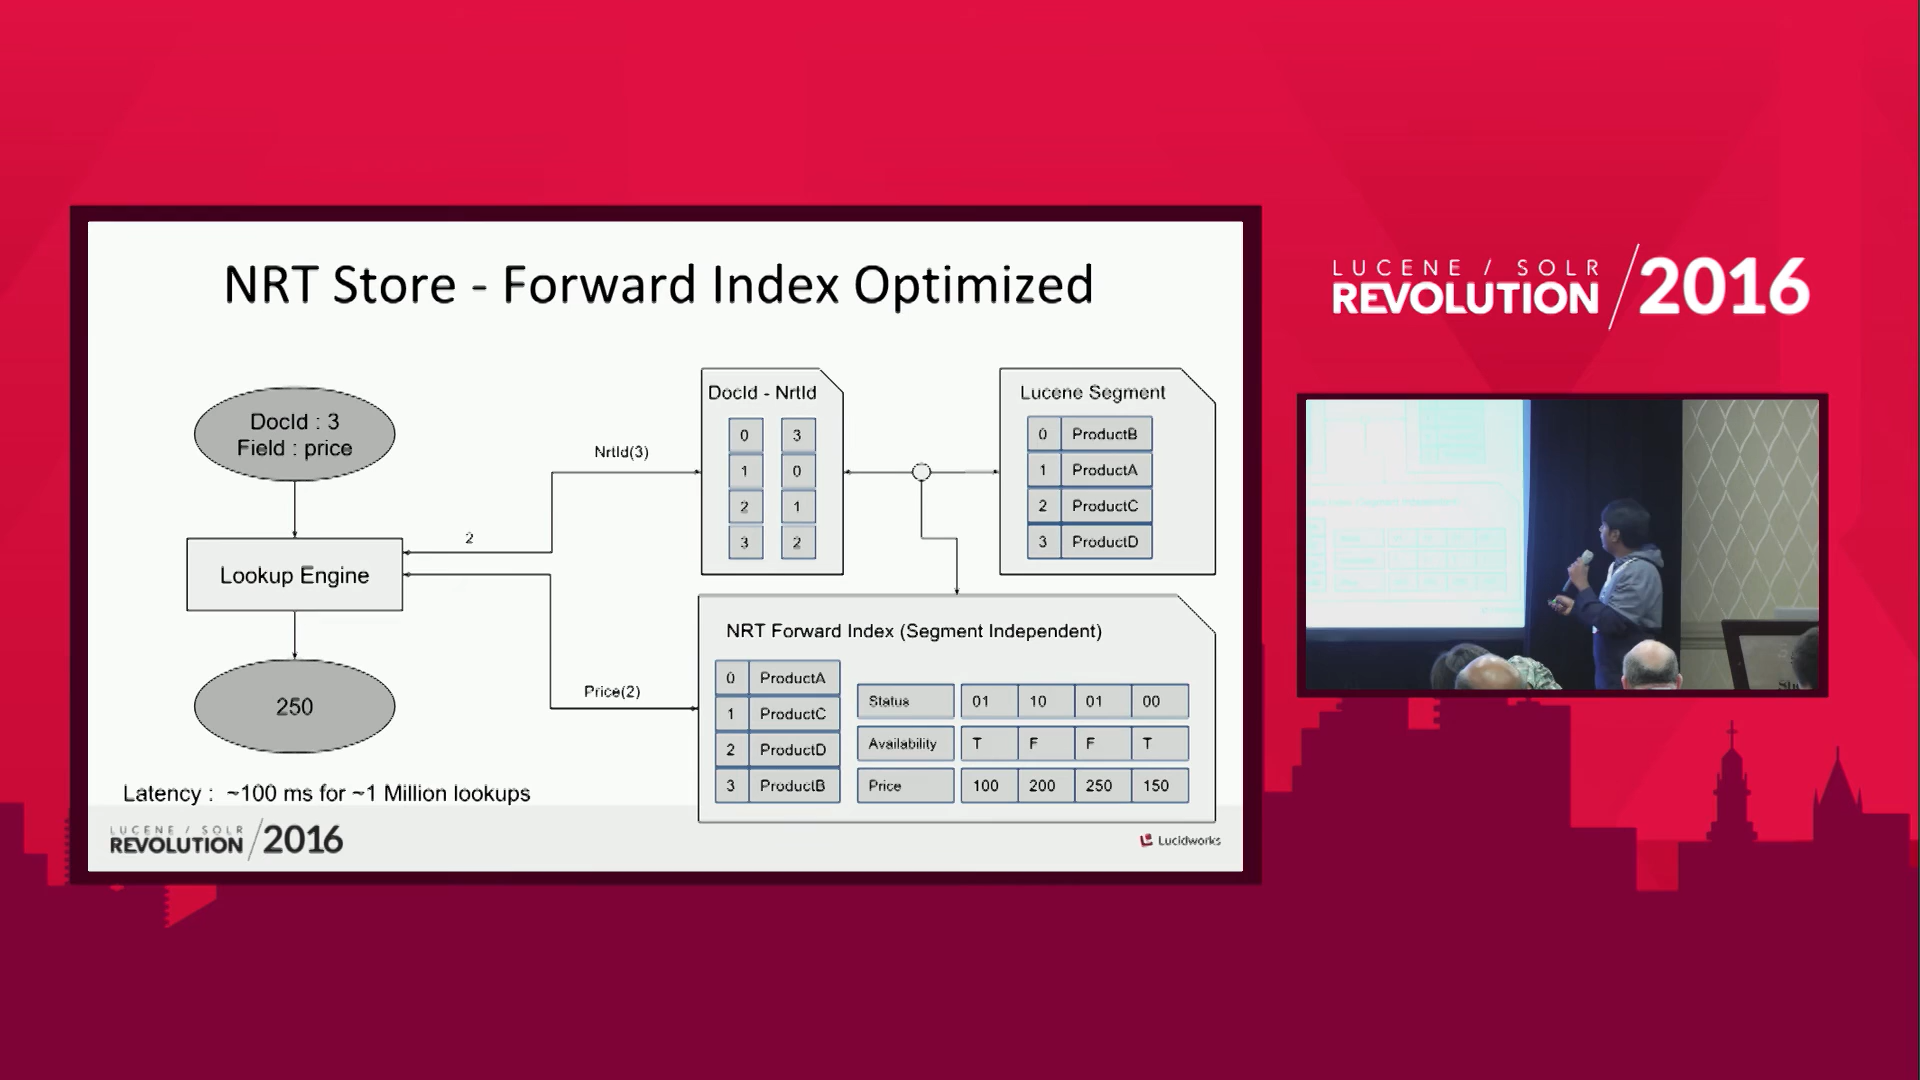 NRT Store - Forward Index Optimized
DocId : 3
Field : price
Lookup Engine
250
Latency : ~100 ms for ~1 Million lookups
2
NrtId(3)
Price(2)
DocId - NrtId
0 3
1 0
2 1
3 2
Lucene Segment
0 ProductB
1 ProductA
2 ProductC
3 ProductD
NRT Forward Index (Segment Independent)
0 ProductA
1 ProductC
2 ProductD
3 ProductB
Status 01 10 01 00
Availability T F F T
Price 100 200 250 150
LUCENE / SOLR
REVOLUTION / 2016
Lucidworks
LUCENE / SOLR
REVOLUTION / 2016